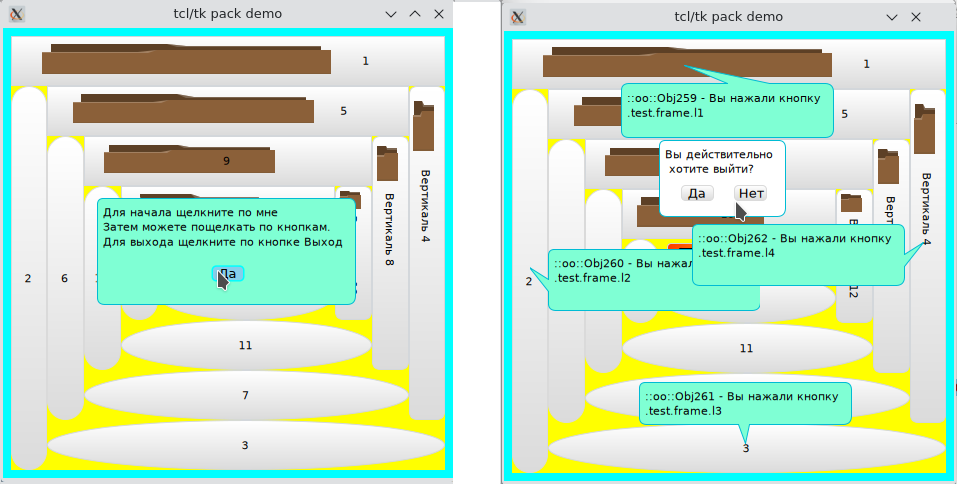 tcl/tk pack demo
1
5
9
Вертикаль 4
Вертикаль 8
Для начала щелкните по мне
Затем можете пощелкать по кнопкам.
Для выхода щелкните по кнопке Выход
Да
2
6
11
7
3
tcl/tk pack demo
1
::oo::Obj259 - Вы нажали кнопку
.test.frame.l1
5
Вы действительно
хотите выйти?
Да
Нет
Вертикаль 4
::oo::Obj262 - Вы нажали кнопку
.test.frame.l4
::oo::Obj260 - Вы нажал
.test.frame.l2
2
12
11
::oo::Obj261 - Вы нажали кнопку
.test.frame.l3
3